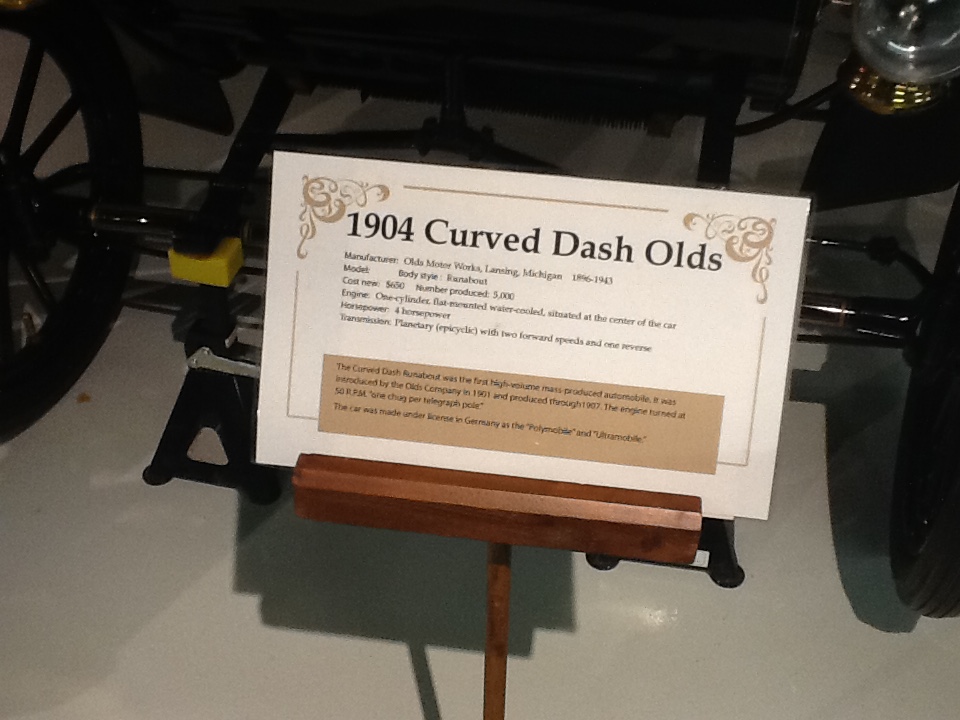 1904 Curved Dash Olds
Manufacturer: Olds Motor Works, Lansing, Michigan 1896-1943
Model: Body style: Runabout
Cost new: $650 Number produced: 5,000
Engine: One-cylinder, flat-mounted water-cooled, situated at the center of the car
Horsepower: 4 horsepower
Transmission: Planetary (epicyclic) with two forward speeds and one reverse
The Curved Dash Runabout was the first high-volume mass-produced automobile. It was
introduced by the Olds Company in 1901 and produced through 1907. The engine turned at
50 R.P.M. "one chug per telegraph pole"
The car was made under license in Germany as the "Polymobile" and "Ultramobile."